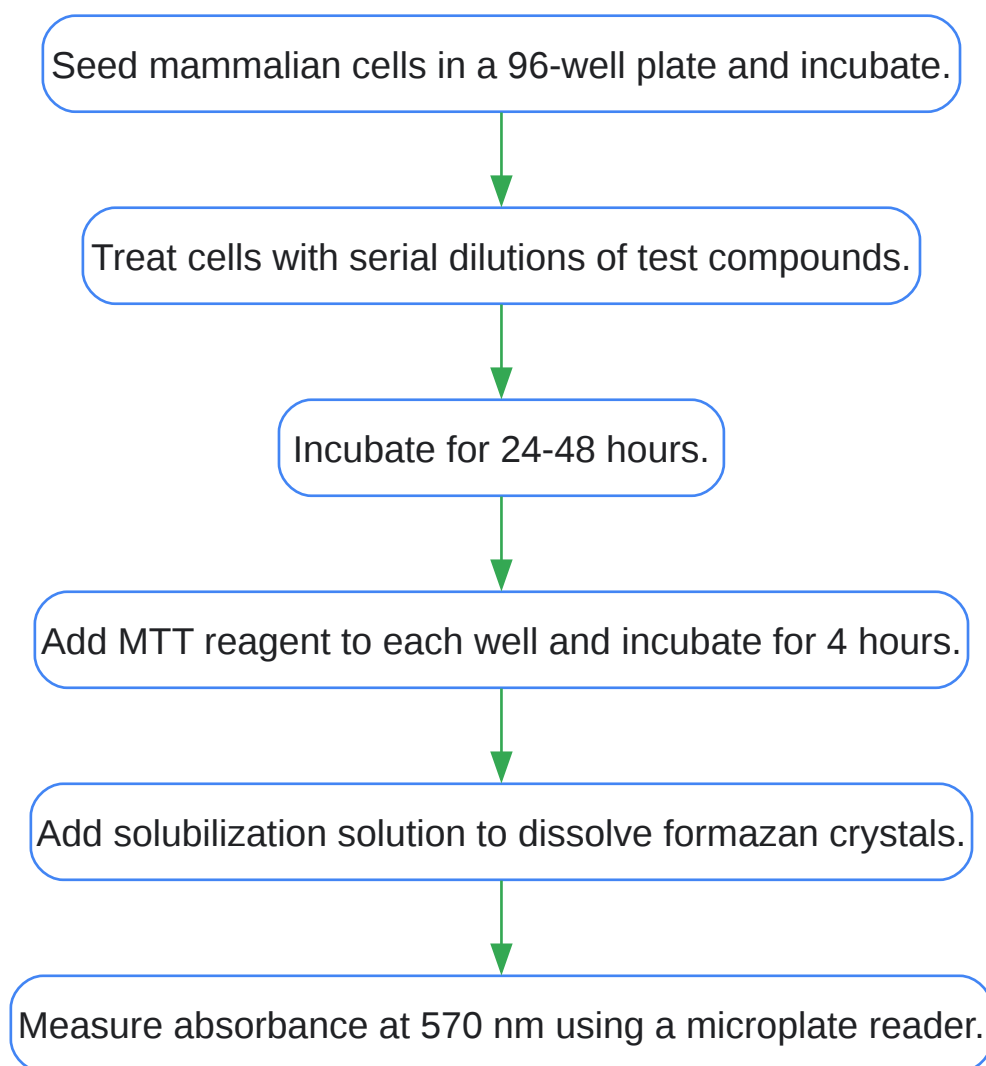 Seed mammalian cells in a 96-well plate and incubate.
Treat cells with serial dilutions of test compounds.
Incubate for 24-48 hours.
Add MTT reagent to each well and incubate for 4 hours.
Add solubilization solution to dissolve formazan crystals.
Measure absorbance at 570 nm using a microplate reader.